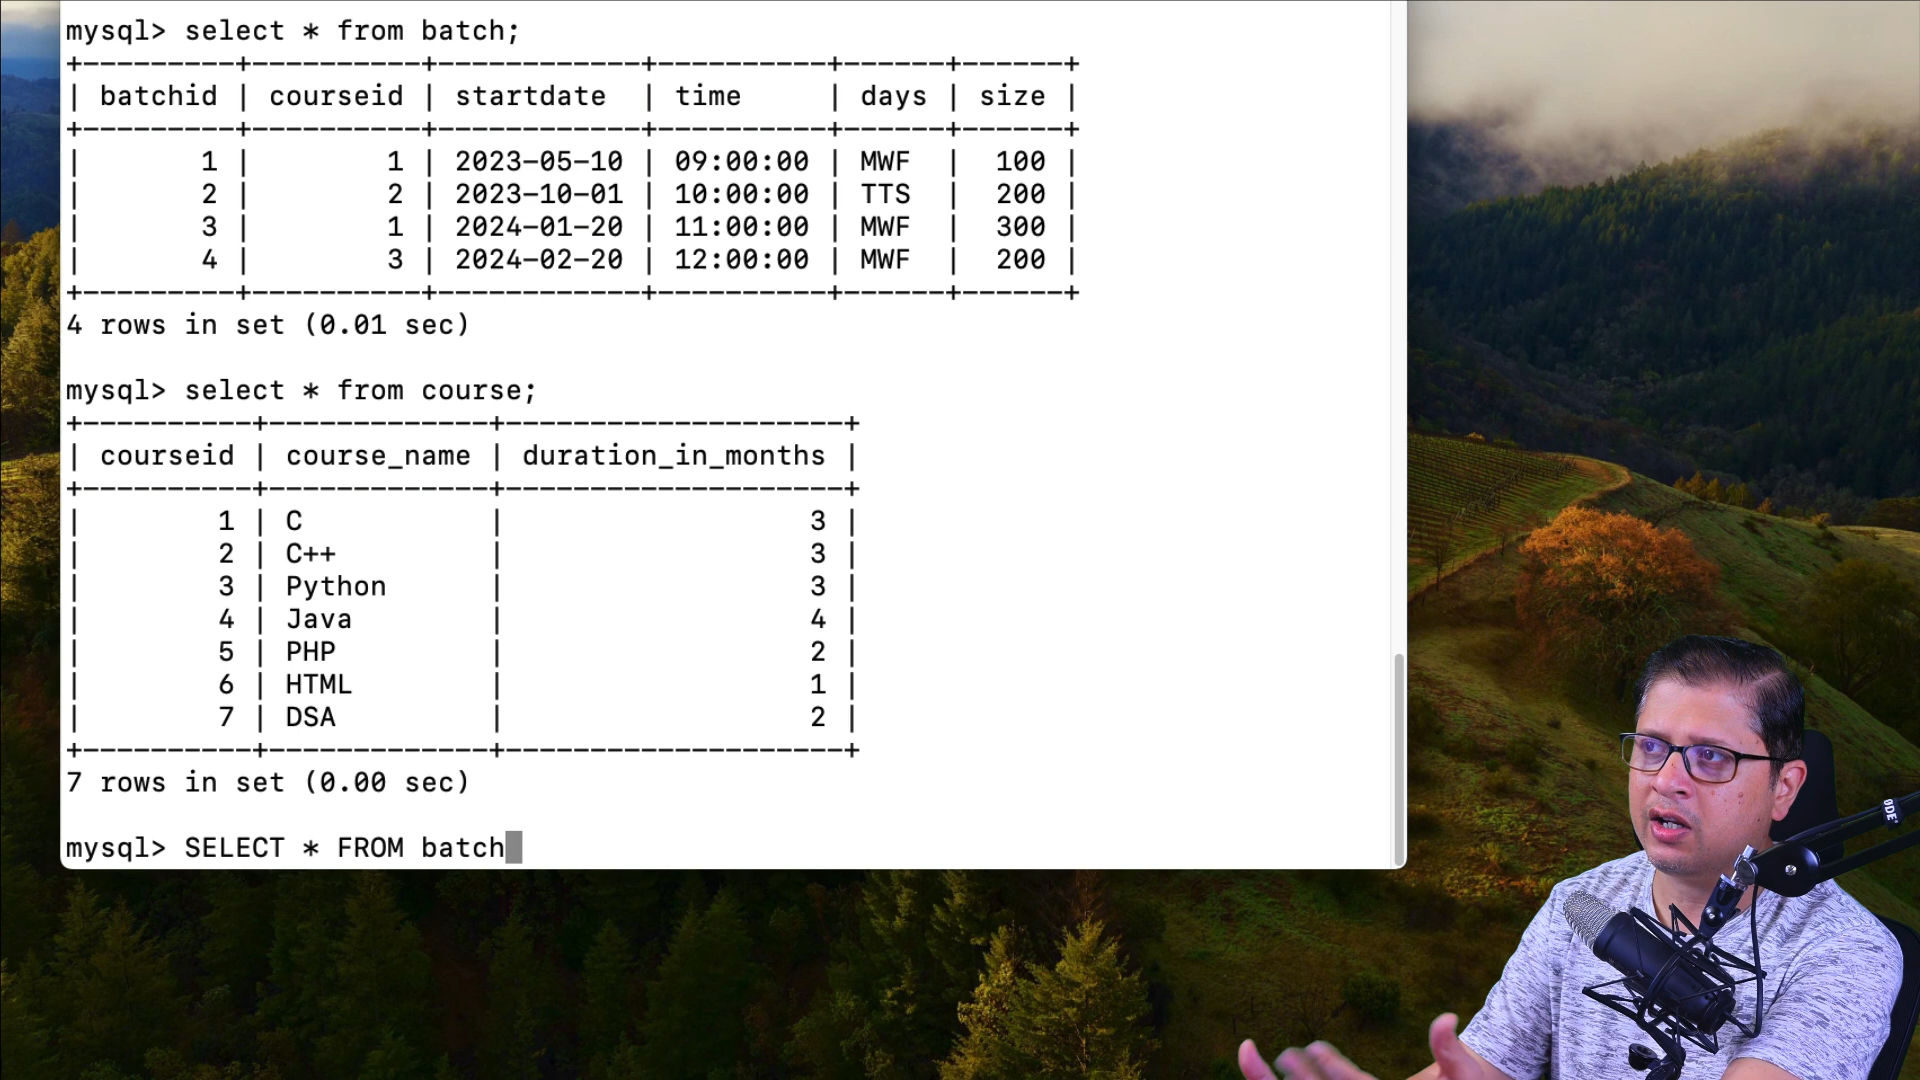 mysql> select * from batch;
+----------+----------+------------+----------+------+------+
| batchid | courseid | startdate | time | days | size |
+----------+----------+------------+----------+------+------+
| 1 | 1 | 2023-05-10 | 09:00:00 | MWF | 100 |
| 2 | 2 | 2023-10-01 | 10:00:00 | TTS | 200 |
| 3 | 1 | 2024-01-20 | 11:00:00 | MWF | 300 |
| 4 | 3 | 2024-02-20 | 12:00:00 | MWF | 200 |
+----------+----------+------------+----------+------+------+
4 rows in set (0.01 sec)
mysql> select * from course;
+----------+-------------+--------------------+
| courseid | course_name | duration_in_months |
+----------+-------------+--------------------+
| 1 | C | 3 |
| 2 | C++ | 3 |
| 3 | Python | 3 |
| 4 | Java | 4 |
| 5 | PHP | 2 |
| 6 | HTML | 1 |
| 7 | DSA | 2 |
+----------+-------------+--------------------+
7 rows in set (0.00 sec)
mysql> SELECT * FROM batch